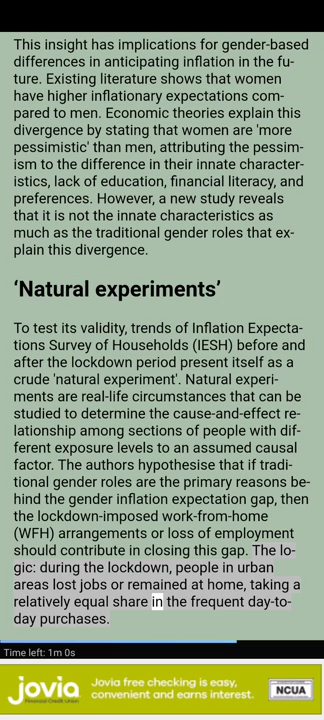 This insight has implications for gender-based
differences in anticipating inflation in the fu-
ture. Existing literature shows that women
have higher inflationary expectations com-
pared to men. Economic theories explain this
divergence by stating that women are 'more
pessimistic' than men, attributing the pessim-
ism to the difference in their innate character-
istics, lack of education, financial literacy, and
preferences. However, a new study reveals
that it is not the innate characteristics as
much as the traditional gender roles that ex-
plain this divergence.
‘Natural experiments’
To test its validity, trends of Inflation Expecta-
tions Survey of Households (IESH) before and
after the lockdown period present itself as a
crude 'natural experiment'. Natural experi-
ments are real-life circumstances that can be
studied to determine the cause-and-effect re-
lationship among sections of people with dif-
ferent exposure levels to an assumed causal
factor. The authors hypothesise that if tradi-
tional gender roles are the primary reasons be-
hind the gender inflation expectation gap, then
the lockdown-imposed work-from-home
(WFH) arrangements or loss of employment
should contribute in closing this gap. The lo-
gic: during the lockdown, people in urban
areas lost jobs or remained at home, taking a
relatively equal share in the frequent day-to-
day purchases.
Time left: 1m 0s
jovia Jovia free checking is easy,
Financial Credit Union convenient and earns interest.
NCUA